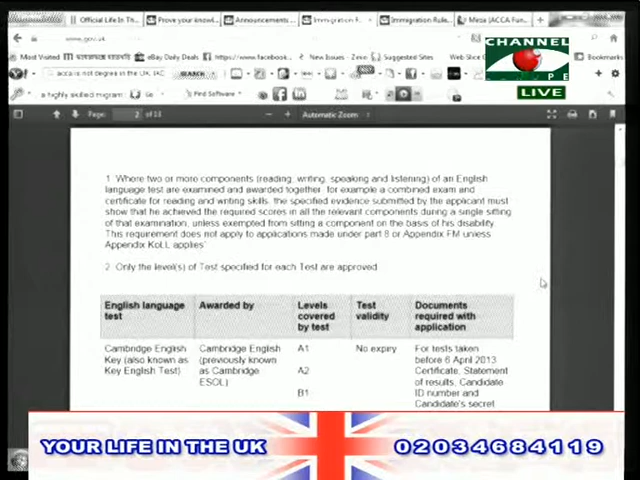 Official Life In Th
Prove your knowl
Announcements
Immigration R
Immigration Rule
Meza (ACCA Fun
www.gov.uk
Most Visited
eBay Daily Deals
https://www.facebook...
New Issues - Zinio
Suggested Sites
Web Slice G
Bookmarks
acca is not degree in the UK, IAC
SEARCH
a highly skilled migran
Find Software
Page: 2 of 33
Automatic Zoom
CHANNEL
PE
LIVE
1 Where two or more components (reading, writing, speaking and listening) of an English
language test are examined and awarded together, for example a combined exam and
certificate for reading and writing skills, the specified evidence submitted by the applicant must
show that he achieved the required scores in all the relevant components during a single sitting
of that examination, unless exempted from sitting a component on the basis of his disability.
This requirement does not apply to applications made under part 8 or Appendix FM unless
Appendix KoLL applies'
2 Only the level(s) of Test specified for each Test are approved
English language test
Awarded by
Levels covered by test
Test validity
Documents required with application
Cambridge English Key (also known as Key English Test)
Cambridge English (previously known as Cambridge ESOL)
A1
A2
B1
No expiry
For tests taken before 6 April 2013
Certificate, Statement of results, Candidate ID number and Candidate's secret
YOUR LIFE IN THE UK
02034684119